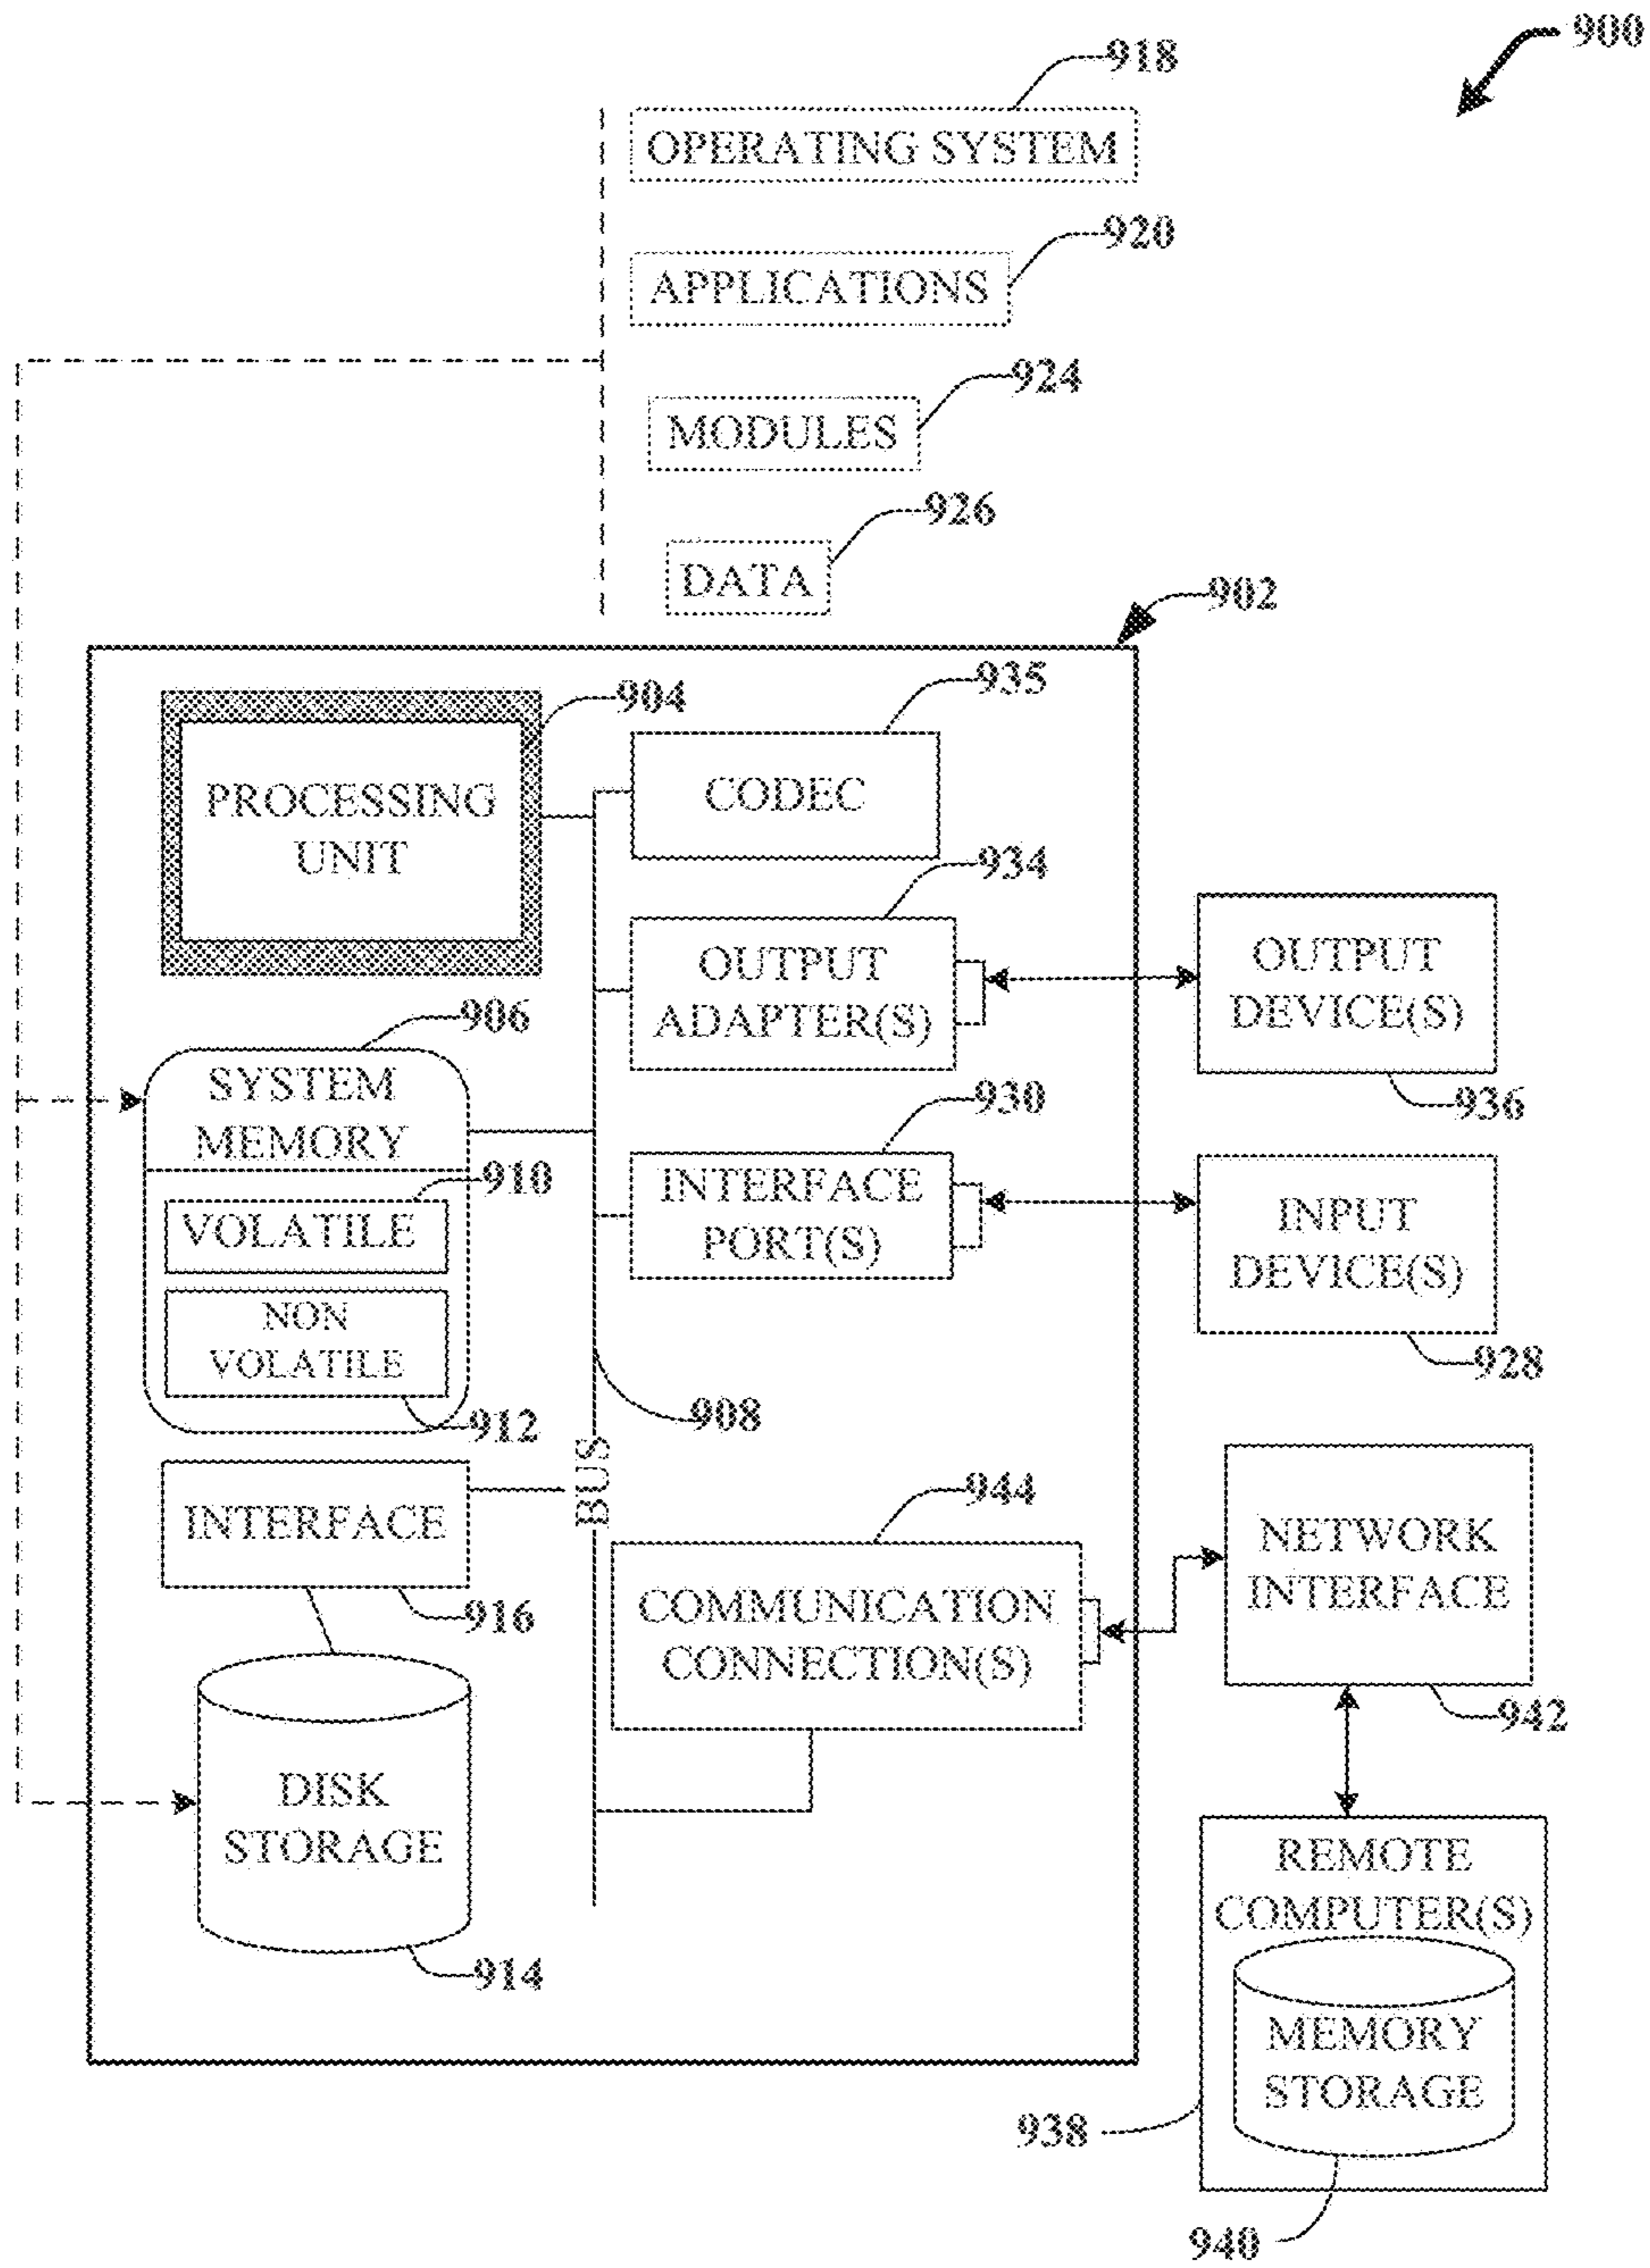 900
918
OPERATING SYSTEM
920
APPLICATIONS
924
MODULES
926
DATA
902
935
904
PROCESSING
UNIT
CODEC
934
OUTPUT
ADAPTER(S)
OUTPUT
DEVICE(S)
936
906
SYSTEM
MEMORY
910
VOLATILE
NON
VOLATILE
912
930
INTERFACE
PORT(S)
INPUT
DEVICE(S)
928
908
BUS
INTERFACE
916
944
COMMUNICATION
CONNECTION(S)
NETWORK
INTERFACE
942
DISK
STORAGE
914
REMOTE
COMPUTER(S)
MEMORY
STORAGE
938
940